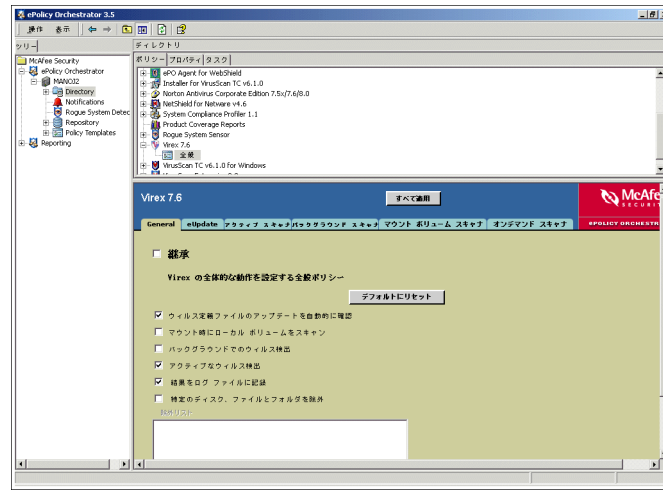 ePolicy Orchestrator 3.5
操作 表示
ツリー
ディレクトリ
McAfee Security
ePolicy Orchestrator
MANOJ2
Directory
Notifications
Rogue System Detec
Repository
Policy Templates
Reporting
ポリシー プロパティ タスク
ePO Agent for WebShield
Installer for VirusScan TC v6.1.0
Norton Antivirus Corporate Edition 7.5x/7.6/8.0
NetShield for Netware v4.6
System Compliance Profiler 1.1
Product Coverage Reports
Rogue System Sensor
Virex 7.6
全般
VirusScan TC v6.1.0 for Windows
Virex 7.6
すべて適用
McAfe
SECURI
General eUpdate アクティブ スキャナ バックグラウンド スキャナ マウント ボリューム スキャナ オンデマンド スキャナ
ePOLICY ORCHESTR
継承
Virex の全体的な動作を設定する全般ポリシー
デフォルトにリセット
ウィルス定義ファイルのアップデートを自動的に確認
マウント時にローカル ボリュームをスキャン
バックグラウンドでのウィルス検出
アクティブなウィルス検出
結果をログ ファイルに記録
特定のディスク、ファイルとフォルダを除外
除外リスト